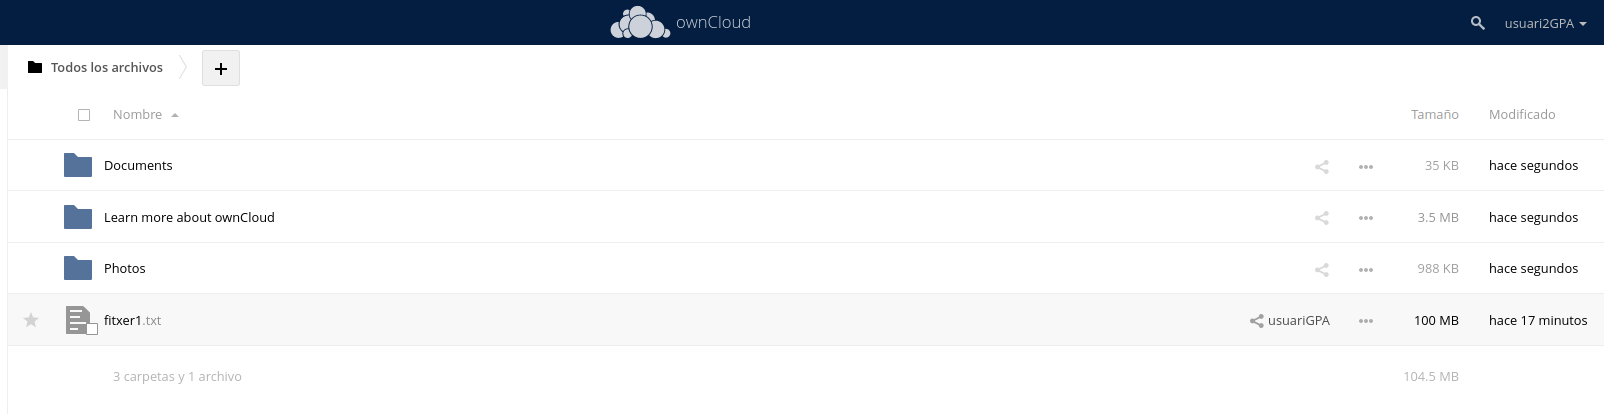 ownCloud
usuari2GPA
Todos los archivos
+
Nombre Tamaño Modificado
Documents 35 KB hace segundos
Learn more about ownCloud 3.5 MB hace segundos
Photos 988 KB hace segundos
fitxer1.txt usuariGPA 100 MB hace 17 minutos
3 carpetas y 1 archivo 104.5 MB